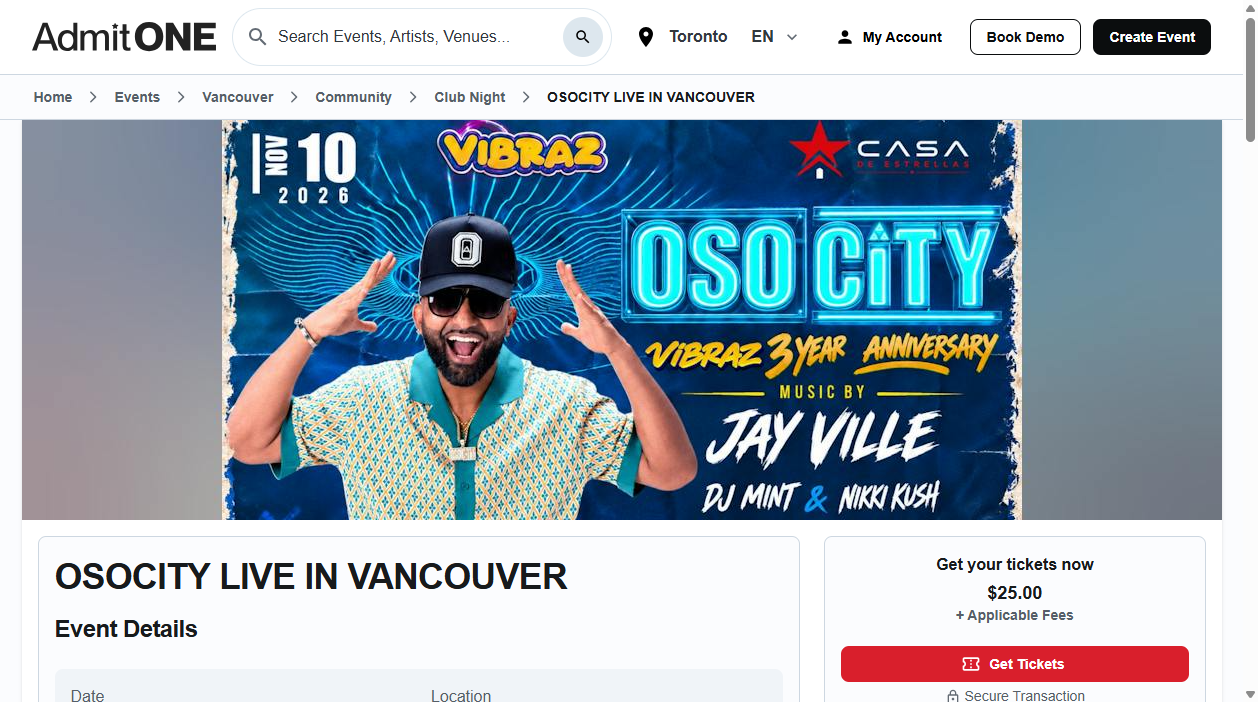 AdmitONE
Search Events, Artists, Venues...
Toronto
EN
My Account
Book Demo
Create Event
Home > Events > Vancouver > Community > Club Night > OSOCITY LIVE IN VANCOUVER
NOV 10
2026
VIBRAZ
CASA
DE ESTRELLAS
OSO CiTY
VIBRAZ 3 YEAR ANNIVERSARY
MUSIC BY
JAY VILLE
DJ MINT & NIKKI KUSH
OSOCITY LIVE IN VANCOUVER
Event Details
Date
Location
Get your tickets now
$25.00
+ Applicable Fees
Get Tickets
Secure Transaction